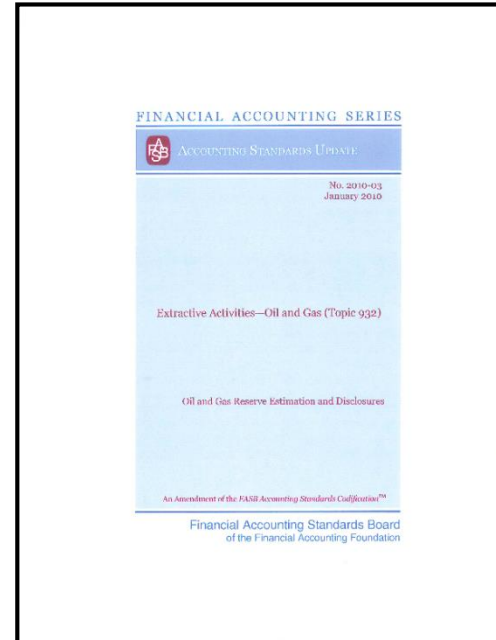 FINANCIAL ACCOUNTING SERIES
FASB
ACCOUNTING STANDARDS UPDATE
No. 2010-03
January 2010
Extractive Activities—Oil and Gas (Topic 932)
Oil and Gas Reserve Estimation and Disclosures
An Amendment of the FASB Accounting Standards Codification™
Financial Accounting Standards Board
of the Financial Accounting Foundation